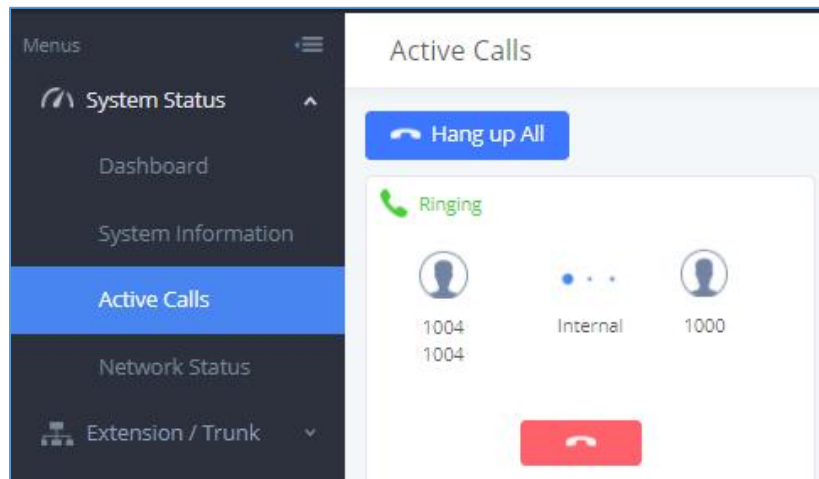 Menus
System Status
Dashboard
System Information
Active Calls
Network Status
Extension / Trunk
Active Calls
Hang up All
Ringing
1004
1004
Internal
1000